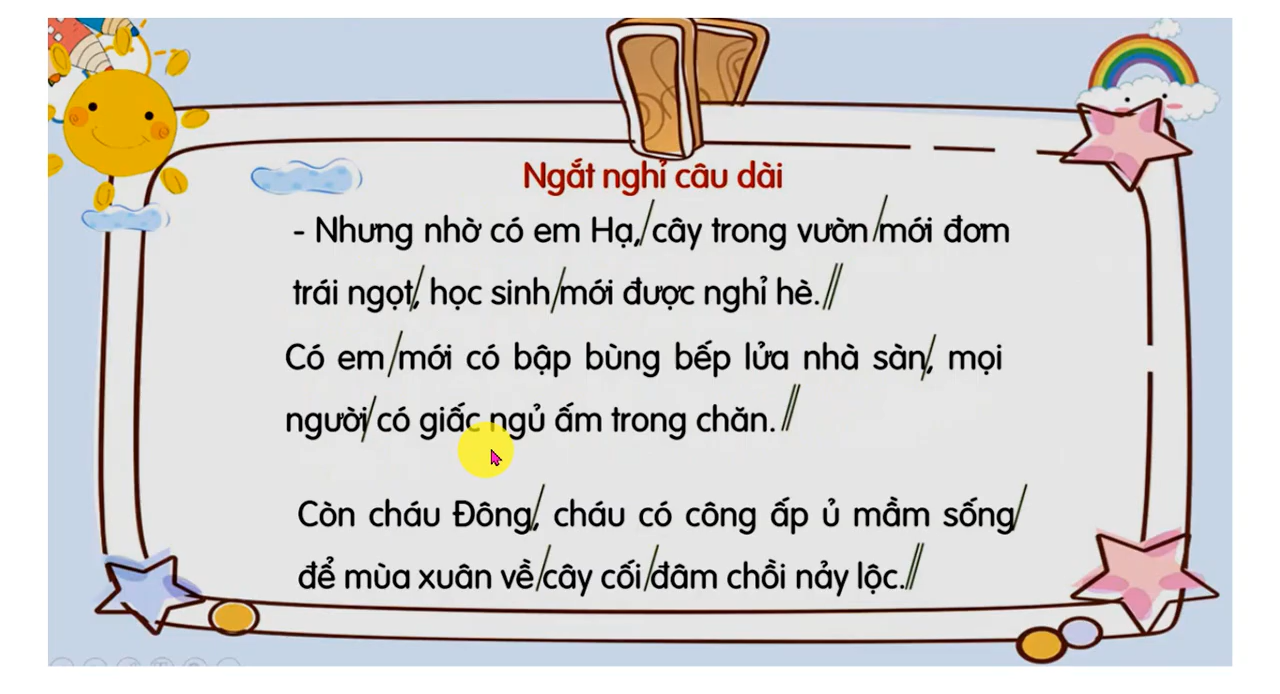 Ngắt nghỉ câu dài
- Nhưng nhờ có em Hạ,/cây trong vườn/mới đơm
trái ngọt/, học sinh/mới được nghỉ hè.//
Có em/mới có bập bùng bếp lửa nhà sàn/, mọi
người/có giấc ngủ ấm trong chăn.//
Còn cháu Đông/, cháu có công ấp ủ mầm sống/
để mùa xuân về/cây cối/đâm chồi nảy lộc.//